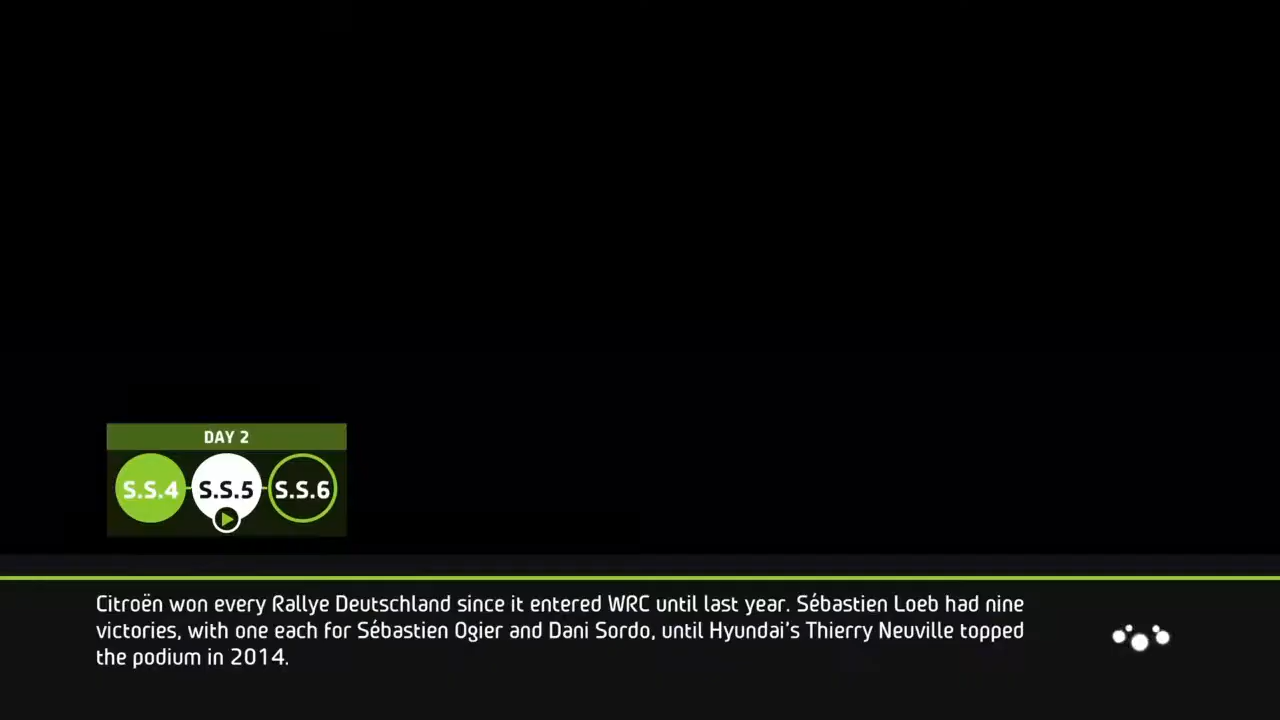 DAY 2
S.S.4 S.S.5 S.S.6
Citroën won every Rallye Deutschland since it entered WRC until last year. Sébastien Loeb had nine
victories, with one each for Sébastien Ogier and Dani Sordo, until Hyundai's Thierry Neuville topped
the podium in 2014.